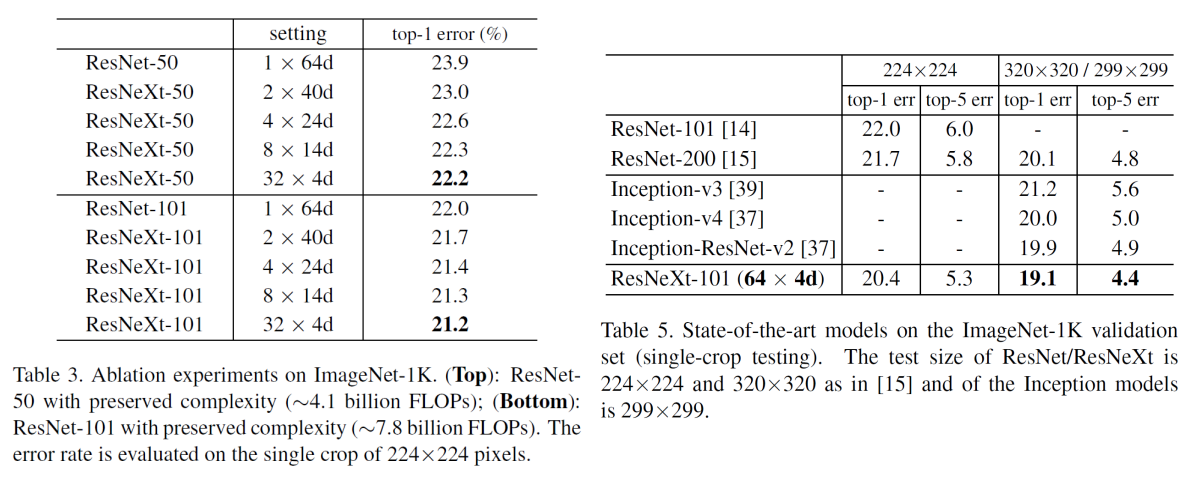 setting top-1 error (%)
ResNet-50 1 × 64d 23.9
ResNeXt-50 2 × 40d 23.0
ResNeXt-50 4 × 24d 22.6
ResNeXt-50 8 × 14d 22.3
ResNeXt-50 32 × 4d 22.2
ResNet-101 1 × 64d 22.0
ResNeXt-101 2 × 40d 21.7
ResNeXt-101 4 × 24d 21.4
ResNeXt-101 8 × 14d 21.3
ResNeXt-101 32 × 4d 21.2
Table 3. Ablation experiments on ImageNet-1K. (Top): ResNet-
50 with preserved complexity (∼4.1 billion FLOPs); (Bottom):
ResNet-101 with preserved complexity (∼7.8 billion FLOPs). The
error rate is evaluated on the single crop of 224×224 pixels.
224×224 320×320 / 299×299
top-1 err top-5 err top-1 err top-5 err
ResNet-101 [14] 22.0 6.0 - -
ResNet-200 [15] 21.7 5.8 20.1 4.8
Inception-v3 [39] - - 21.2 5.6
Inception-v4 [37] - - 20.0 5.0
Inception-ResNet-v2 [37] - - 19.9 4.9
ResNeXt-101 (64 × 4d) 20.4 5.3 19.1 4.4
Table 5. State-of-the-art models on the ImageNet-1K validation
set (single-crop testing). The test size of ResNet/ResNeXt is
224×224 and 320×320 as in [15] and of the Inception models
is 299×299.